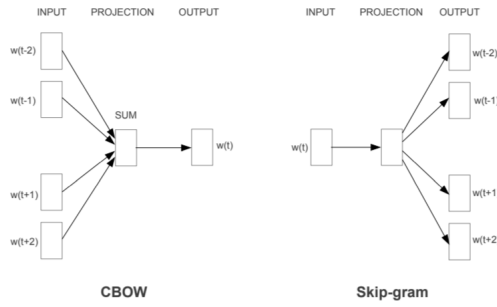 INPUT PROJECTION OUTPUT
w(t-2)
w(t-1)
SUM
w(t)
w(t+1)
w(t+2)
CBOW
INPUT PROJECTION OUTPUT
w(t-2)
w(t-1)
w(t)
w(t+1
w(t+2
Skip-gram